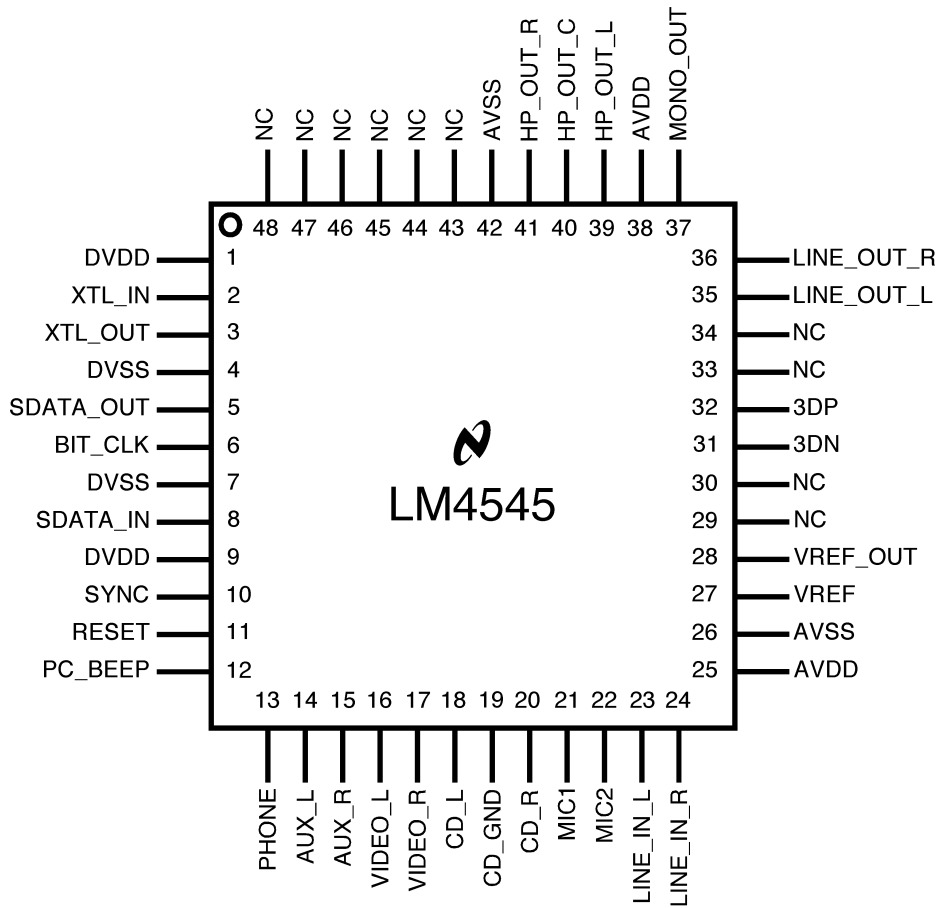 NC
NC
NC
NC
NC
NC
AVSS
HP_OUT_R
HP_OUT_C
HP_OUT_L
AVDD
MONO_OUT
48 47 46 45 44 43 42 41 40 39 38 37
DVDD 1 36 LINE_OUT_R
XTL_IN 2 35 LINE_OUT_L
XTL_OUT 3 34 NC
DVSS 4 33 NC
SDATA_OUT 5 32 3DP
BIT_CLK 6 31 3DN
DVSS 7 30 NC
SDATA_IN 8 29 NC
DVDD 9 28 VREF_OUT
SYNC 10 27 VREF
RESET 11 26 AVSS
PC_BEEP 12 25 AVDD
LM4545
13 14 15 16 17 18 19 20 21 22 23 24
PHONE
AUX_L
AUX_R
VIDEO_L
VIDEO_R
CD_L
CD_GND
CD_R
MIC1
MIC2
LINE_IN_L
LINE_IN_R